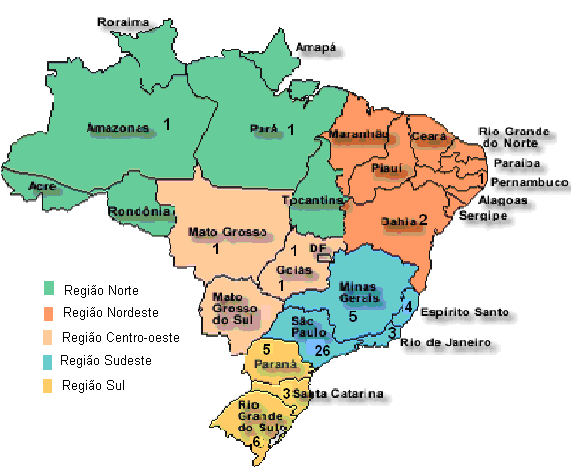 Roraima
Amapá
Amazonas 1
Pará 1
Maranhão
Ceará
Rio Grande
do Norte
Paraiba
Piauí
1
Pernambuco
Acre
Rondônia
Tocantins
Alagoas
Sergipe
Bahia 2
Mato Grosso
1
1
DF
Goiás
1
Minas
Gerais
5
4
Espírito Santo
Mato
Grosso
do Sul
São
Paulo
26
3
Rio de Janeiro
5
Paraná
3 Santa Catarina
Rio
Grande
do Sul
6
Região Norte
Região Nordeste
Região Centro-oeste
Região Sudeste
Região Sul